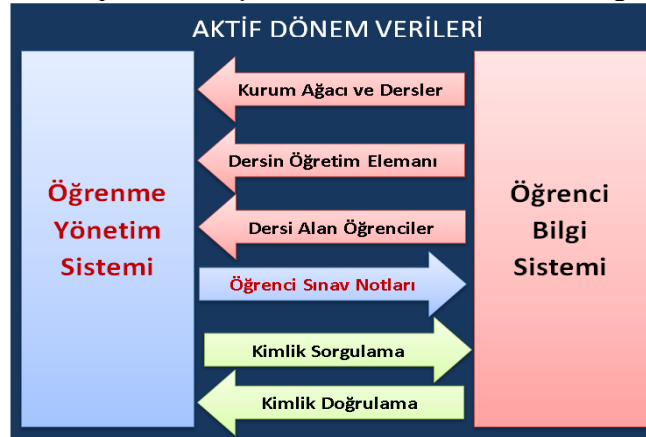 AKTİF DÖNEM VERİLERİ
Öğrenme
Yönetim
Sistemi
Kurum Ağacı ve Dersler
Dersin Öğretim Elemanı
Dersi Alan Öğrenciler
Öğrenci Sınav Notları
Kimlik Sorgulama
Kimlik Doğrulama
Öğrenci
Bilgi
Sistemi